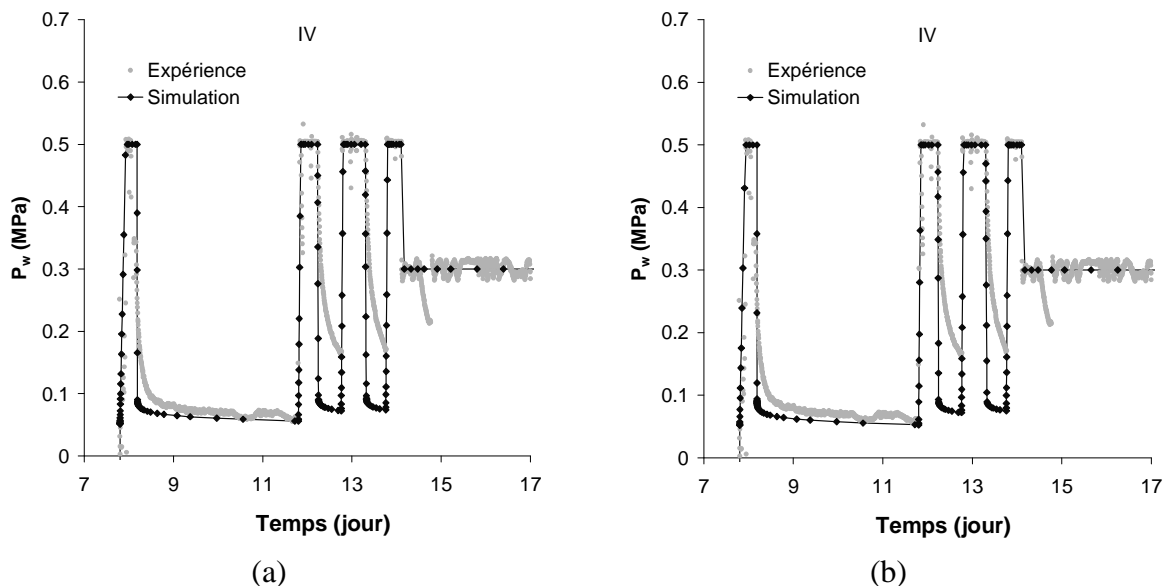 0.7
IV
0.6
Expérience
Simulation
0.5
0.4
P_w (MPa)
0.3
0.2
0.1
0
7 9 11 13 15 17
Temps (jour)
(a)
0.7
IV
0.6
Expérience
Simulation
0.5
0.4
P_w (MPa)
0.3
0.2
0.1
0
7 9 11 13 15 17
Temps (jour)
(b)